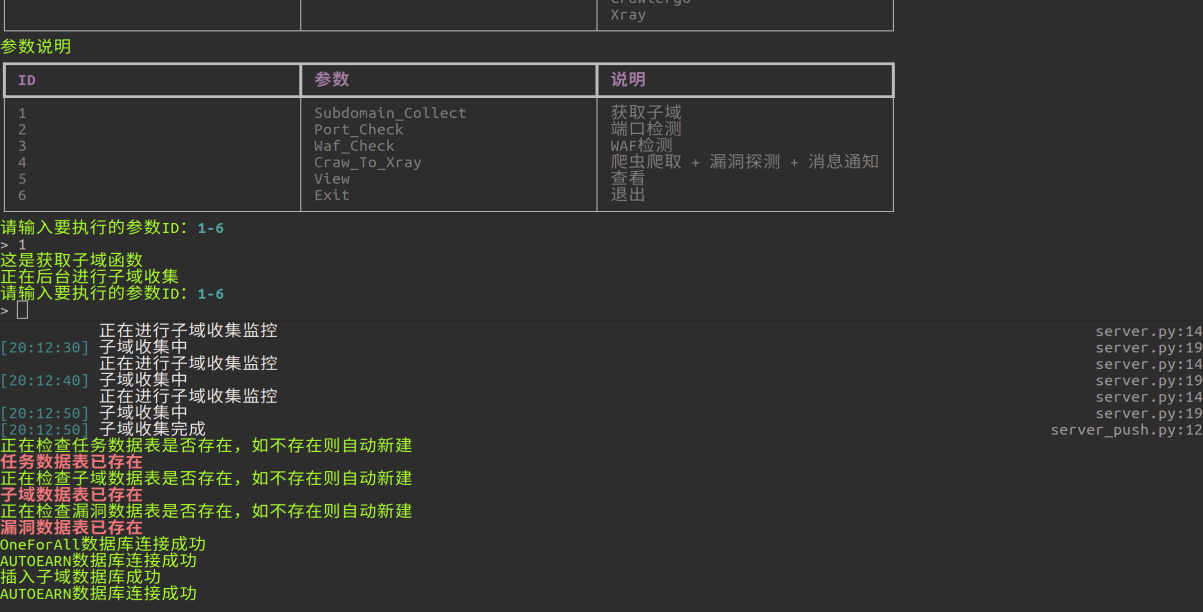 Xray
参数说明
ID 参数 说明
1 Subdomain_Collect 获取子域
2 Port_Check 端口检测
3 Waf_Check WAF检测
4 Craw_To_Xray 爬虫爬取 + 漏洞探测 + 消息通知
5 View 查看
6 Exit 退出
请输入要执行的参数ID: 1-6
> 1
这是获取子域函数
正在后台进行子域收集
请输入要执行的参数ID: 1-6
>
正在进行子域收集监控 server.py:14
[20:12:30] 子域收集中 server.py:19
正在进行子域收集监控 server.py:14
[20:12:40] 子域收集中 server.py:19
正在进行子域收集监控 server.py:14
[20:12:50] 子域收集中 server.py:19
[20:12:50] 子域收集完成 server_push.py:12
正在检查任务数据表是否存在，如不存在则自动新建
任务数据表已存在
正在检查子域数据表是否存在，如不存在则自动新建
子域数据表已存在
正在检查漏洞数据表是否存在，如不存在则自动新建
漏洞数据表已存在
OneForAll数据库连接成功
AUTOEARN数据库连接成功
插入子域数据库成功
AUTOEARN数据库连接成功